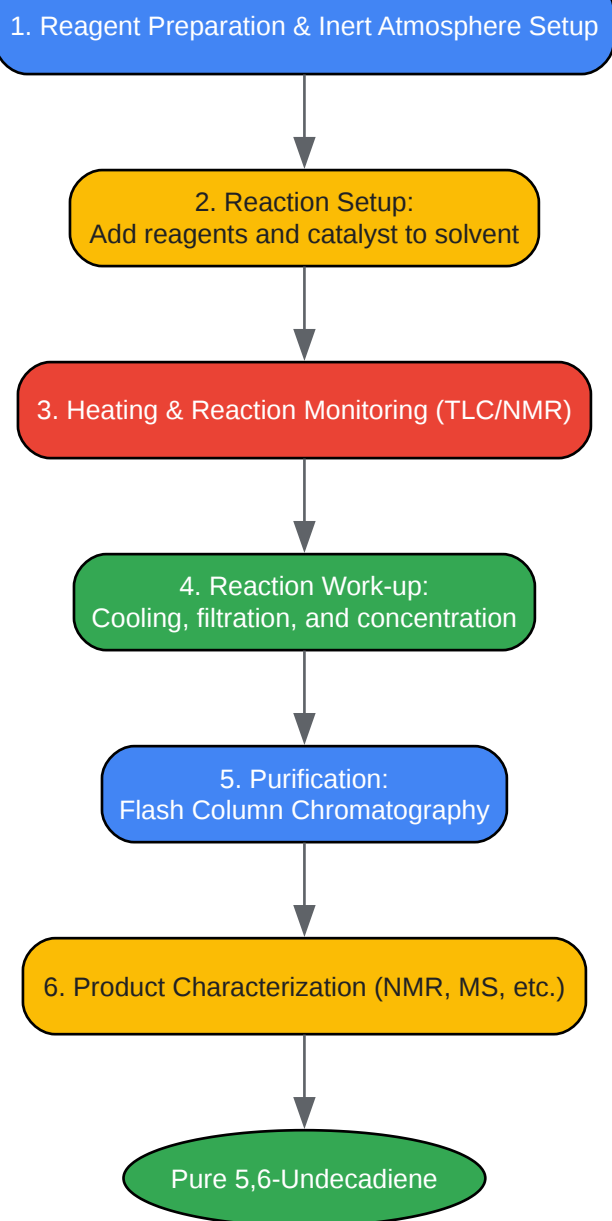 1. Reagent Preparation & Inert Atmosphere Setup
2. Reaction Setup:
Add reagents and catalyst to solvent
3. Heating & Reaction Monitoring (TLC/NMR)
4. Reaction Work-up:
Cooling, filtration, and concentration
5. Purification:
Flash Column Chromatography
6. Product Characterization (NMR, MS, etc.)
Pure 5,6-Undecadiene